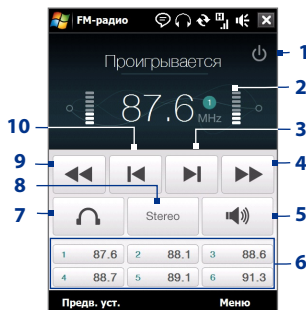 FM-радио
1
Проигрывается
2
87.6 1 MHz
10
3
9
4
8
7
Stereo
5
1 87.6 2 88.1 3 88.6
6
4 88.7 5 89.1 6 91.3
Предв. уст. Меню